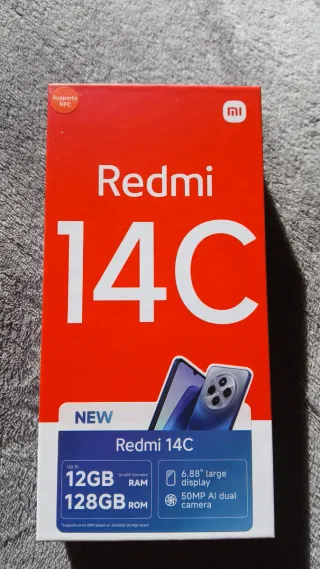 Supports
NFC
mi
Redmi
14C
NEW
Redmi 14C
Up to
12GB RAM
128GB ROM
6.88" large
display
50MP AI dual
camera